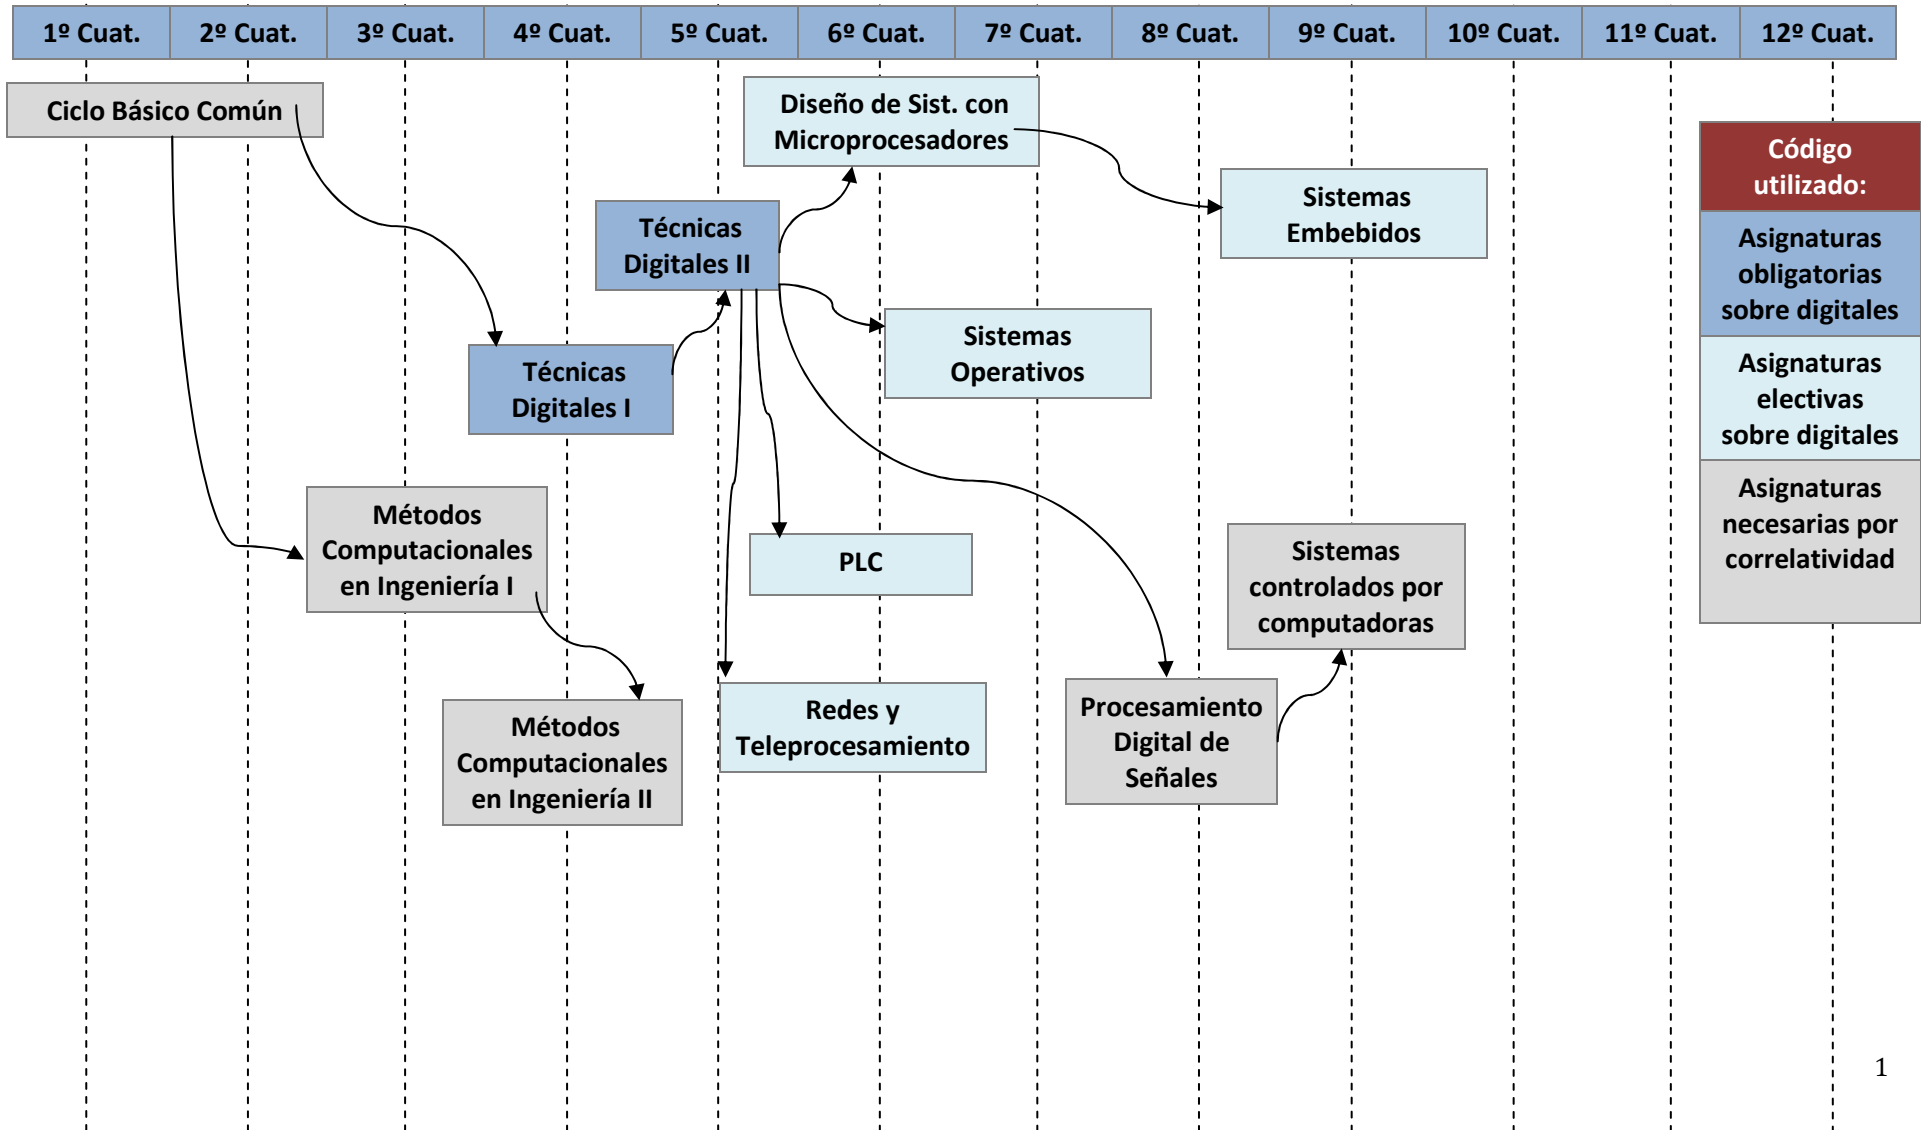 1º Cuat. 2º Cuat. 3º Cuat. 4º Cuat. 5º Cuat. 6º Cuat. 7º Cuat. 8º Cuat. 9º Cuat. 10º Cuat. 11º Cuat. 12º Cuat.
Ciclo Básico Común
Diseño de Sist. con
Microprocesadores
Código
utilizado:
Sistemas
Embebidos
Técnicas
Digitales II
Asignaturas
obligatorias
sobre digitales
Sistemas
Operativos
Técnicas
Digitales I
Asignaturas
electivas
sobre digitales
Métodos
Computacionales
en Ingeniería I
PLC
Sistemas
controlados por
computadoras
Asignaturas
necesarias por
correlatividad
Métodos
Computacionales
en Ingeniería II
Redes y
Teleprocesamiento
Procesamiento
Digital de
Señales
1